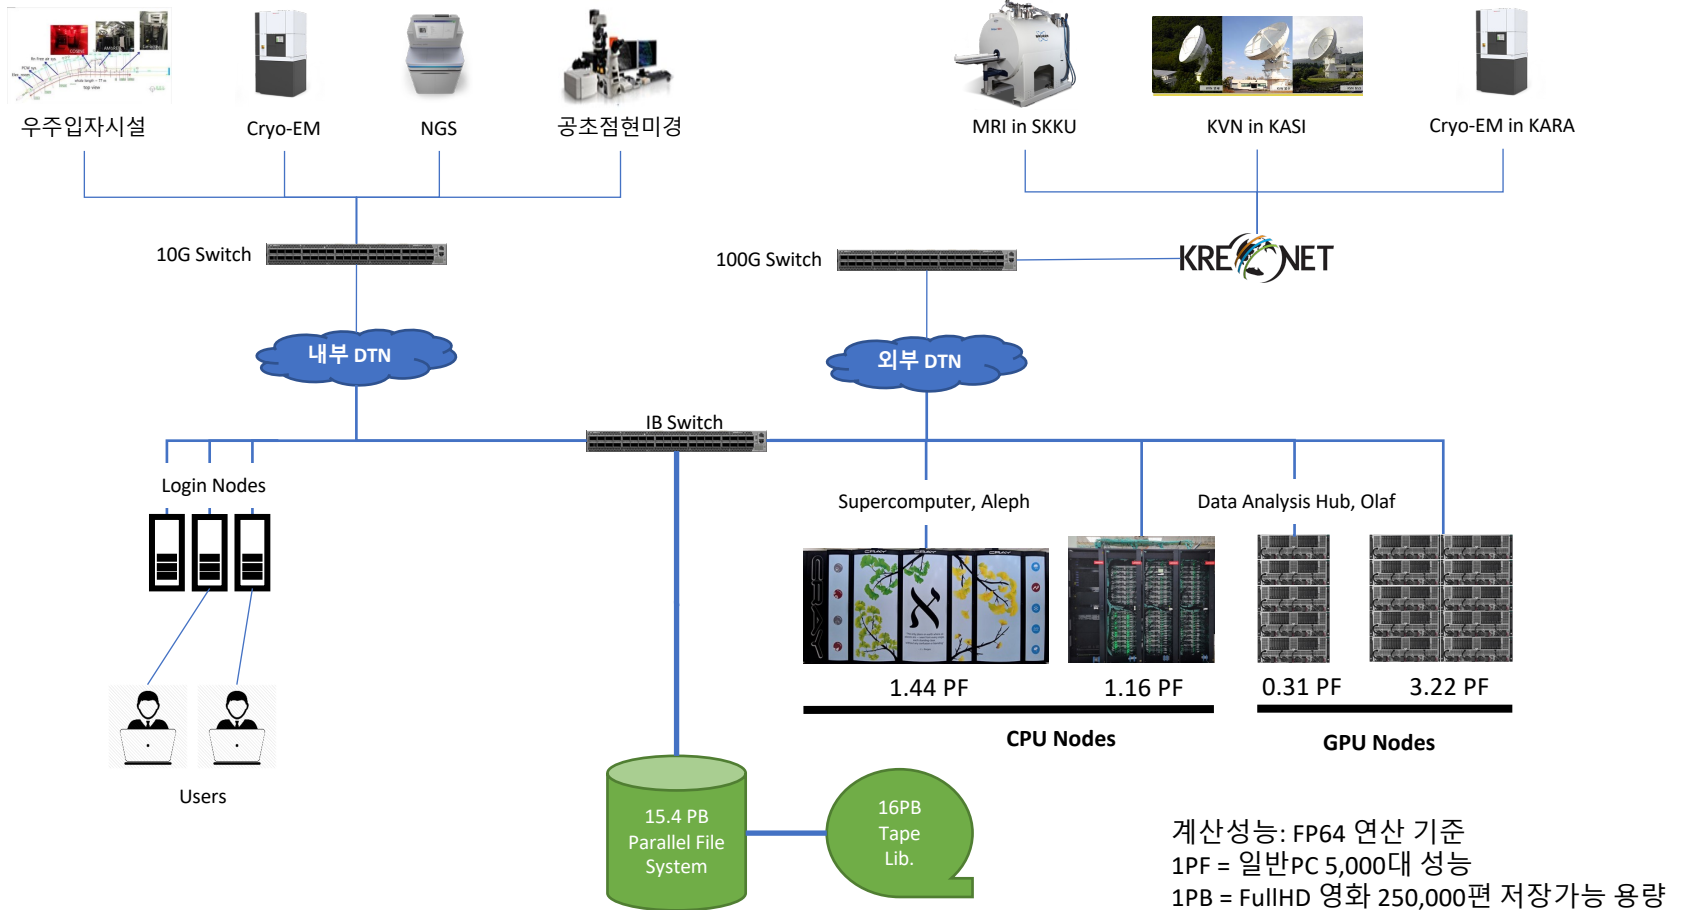 우주입자시설
Cryo-EM
NGS
공초점현미경
MRI in SKKU
KVN in KASI
Cryo-EM in KARA
10G Switch
100G Switch
KREONET
내부 DTN
외부 DTN
IB Switch
Login Nodes
Supercomputer, Aleph
Data Analysis Hub, Olaf
CRAY
CRAY
CRAY
CRAY
1.44 PF
1.16 PF
0.31 PF
3.22 PF
CPU Nodes
GPU Nodes
Users
15.4 PB
Parallel File
System
16PB
Tape
Lib.
계산성능: FP64 연산 기준
1PF = 일반PC 5,000대 성능
1PB = FullHD 영화 250,000편 저장가능 용량